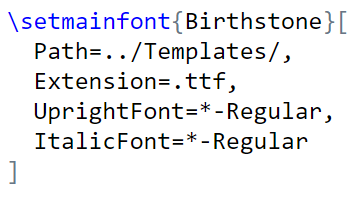 \setmainfont{Birthstone}[
  Path=../Templates/,
  Extension=.ttf,
  UprightFont=*-Regular,
  ItalicFont=*-Regular
]